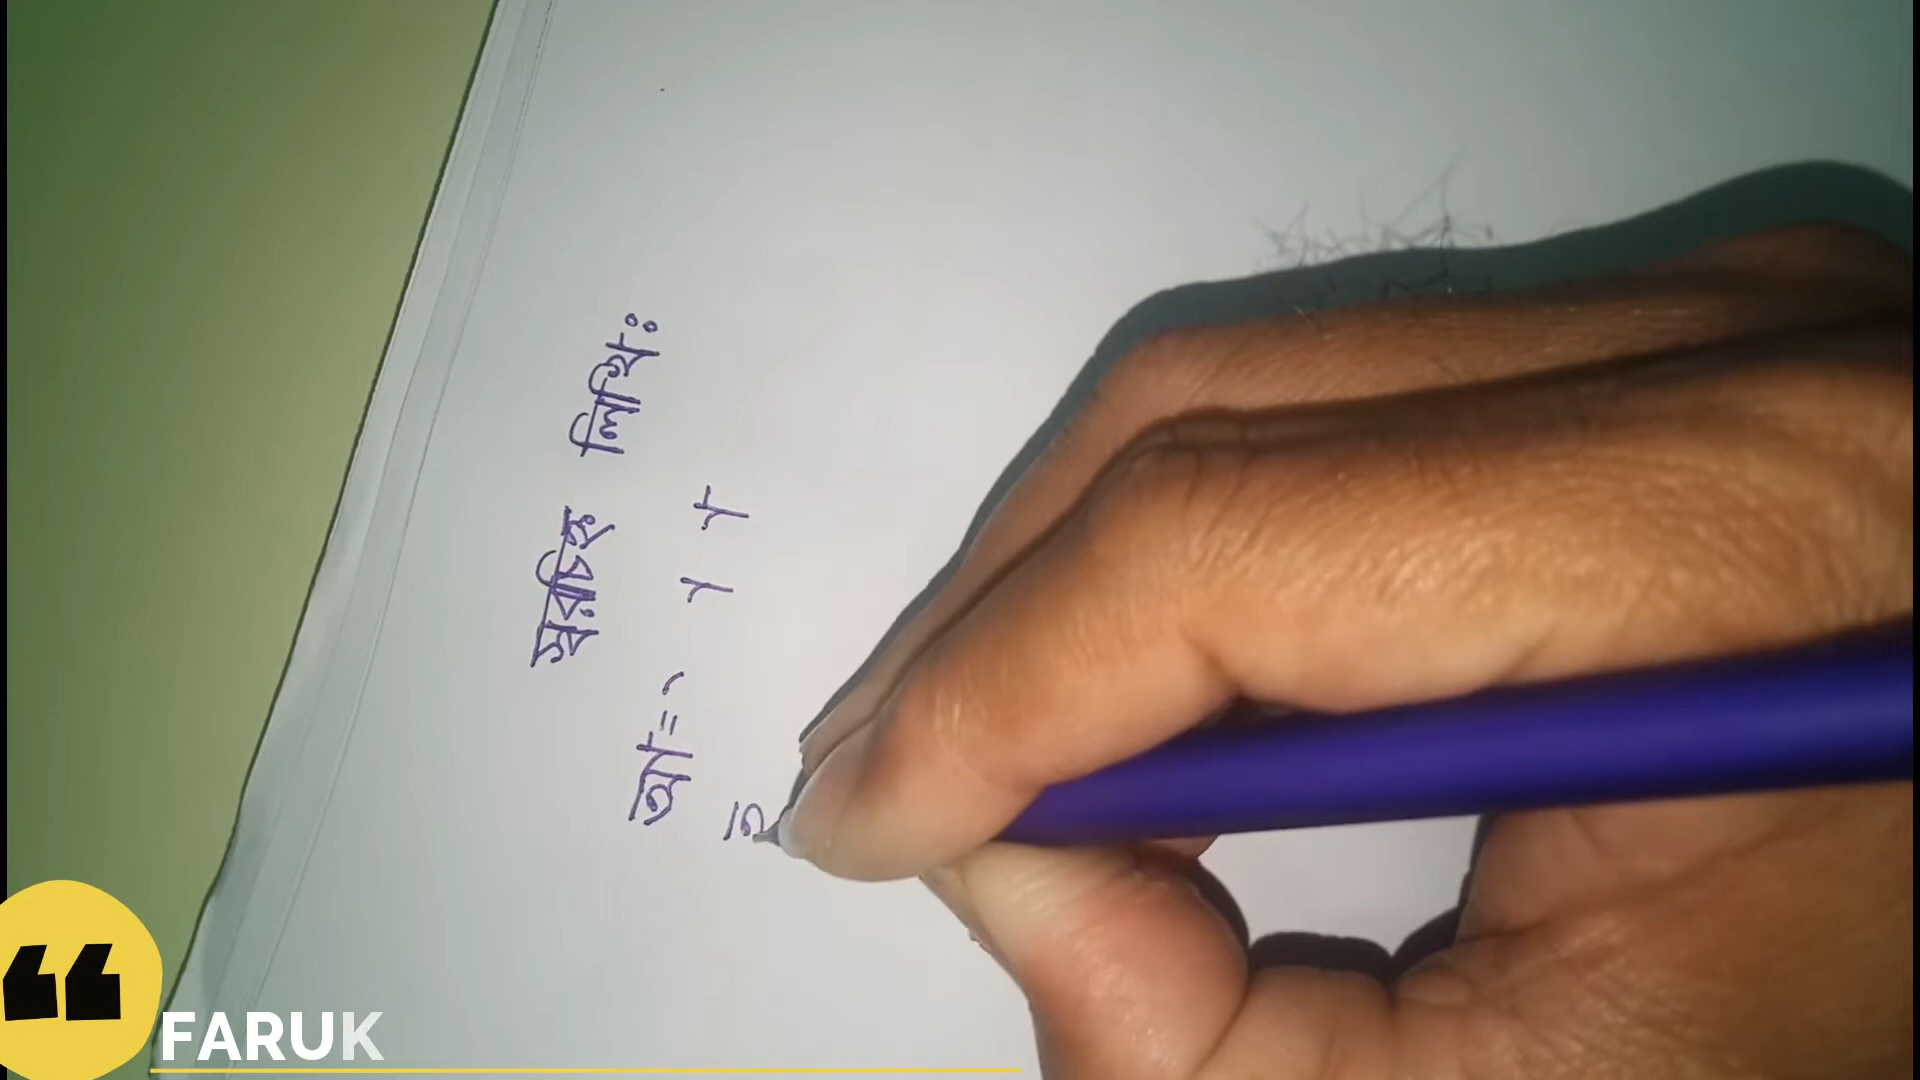 স্বরচিহ্ন লিখি:
আ = া া
ই
FARUK